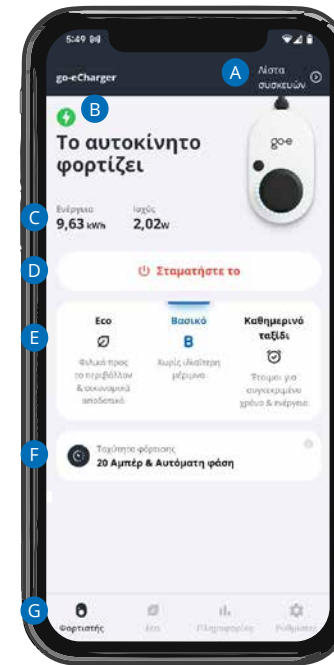 5:49
A
Λίστα
συσκευών
go-eCharger
B
Το αυτοκίνητο
φορτίζει
go-e
C
Ενέργεια Ισχύς
9,63 kWh 2,02w
D
Σταματήστε το
E
Eco Βασικό Καθημερινό
ταξίδι
B
Φιλικό προς
το περιβάλλον
& οικονομικά
αποδοτικό
Χωρίς ιδιαίτερη
μέριμνα
Έτοιμοι για
συγκεκριμένο
χρόνο & ενέργεια
F
Ταχύτητα φόρτισης
20 Αμπέρ & Αυτόματη φάση
G
Φορτιστής Eco Πληροφορίες Ρυθμίσεις